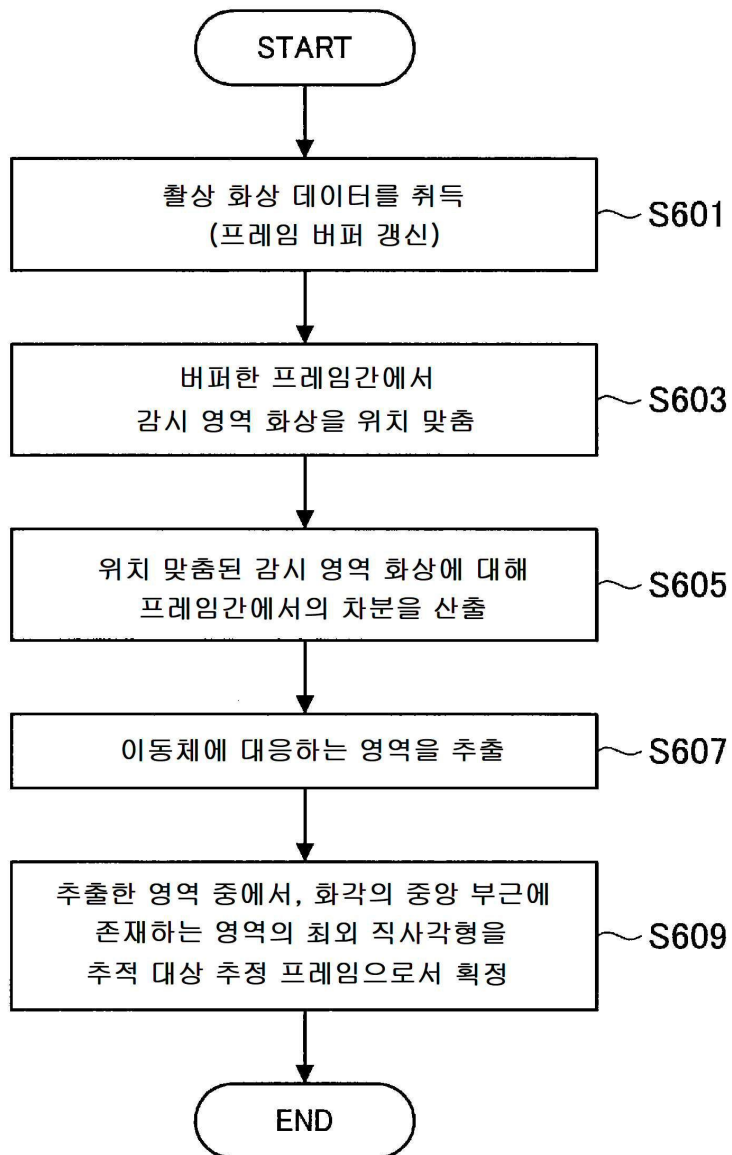 START
촬상 화상 데이터를 취득
(프레임 버퍼 갱신)
S601
버퍼한 프레임간에서
감시 영역 화상을 위치 맞춤
S603
위치 맞춤된 감시 영역 화상에 대해
프레임간에서의 차분을 산출
S605
이동체에 대응하는 영역을 추출
S607
추출한 영역 중에서, 화각의 중앙 부근에
존재하는 영역의 최외 직사각형을
추적 대상 추정 프레임으로서 획정
S609
END